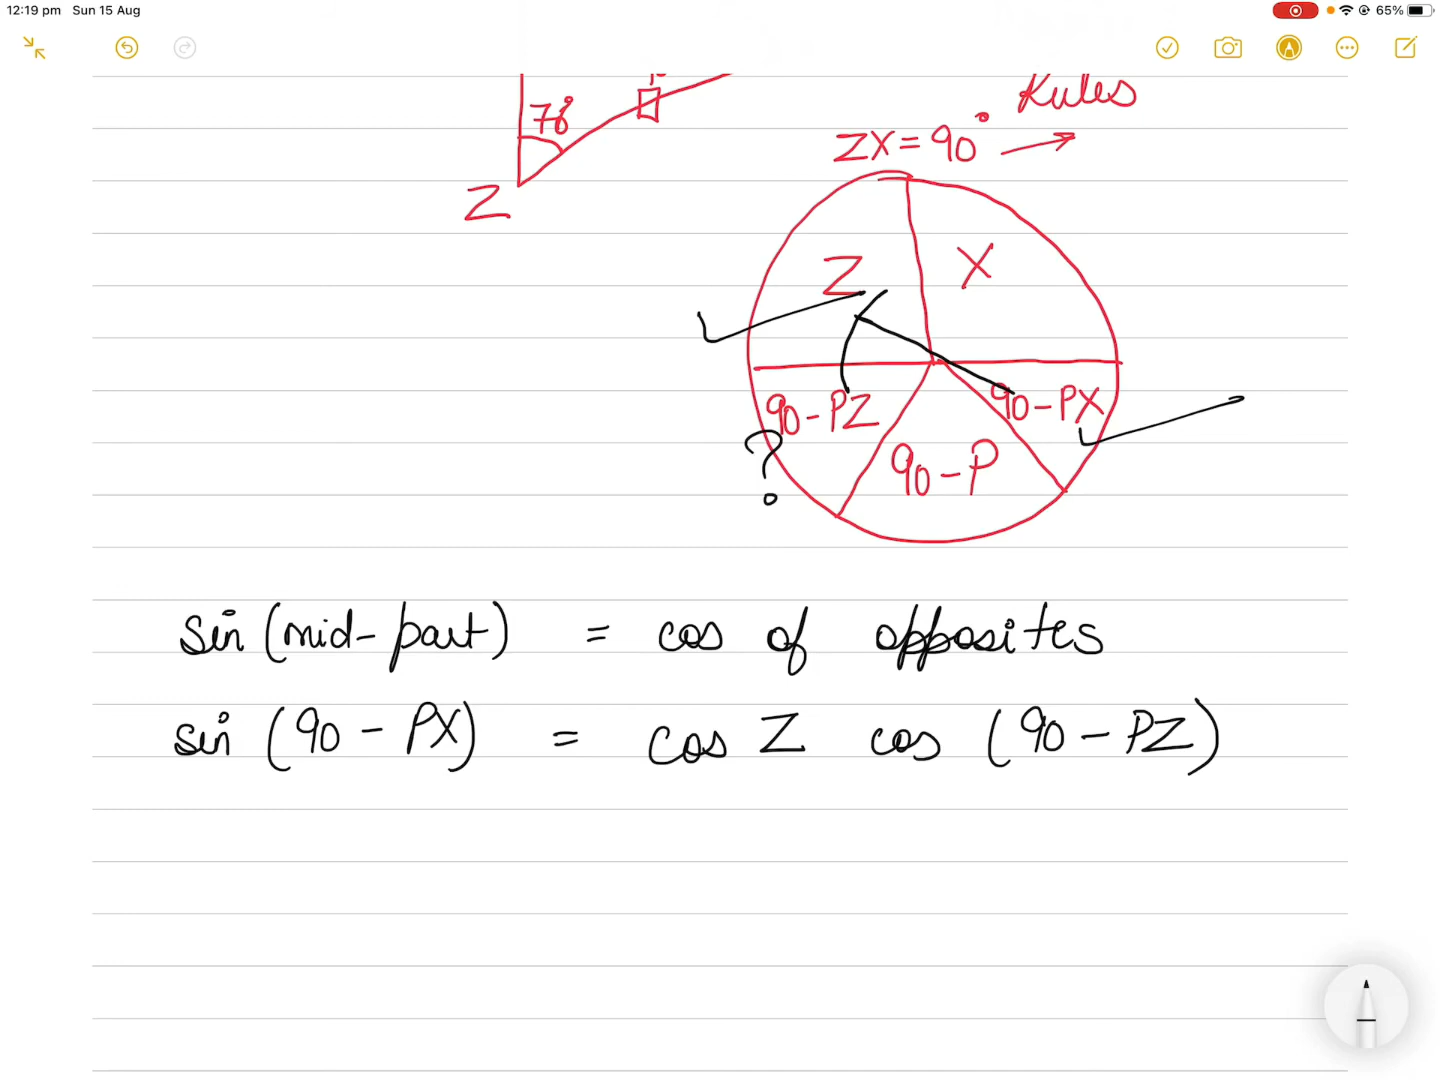 12:19 pm Sun 15 Aug 65%
Rules
78°
ZX = 90°
Z
Z X
90 - PZ 90 - PX
90 - P
?
sin (mid-part) = cos of opposites
sin (90 - PX) = cos Z cos (90 - PZ)